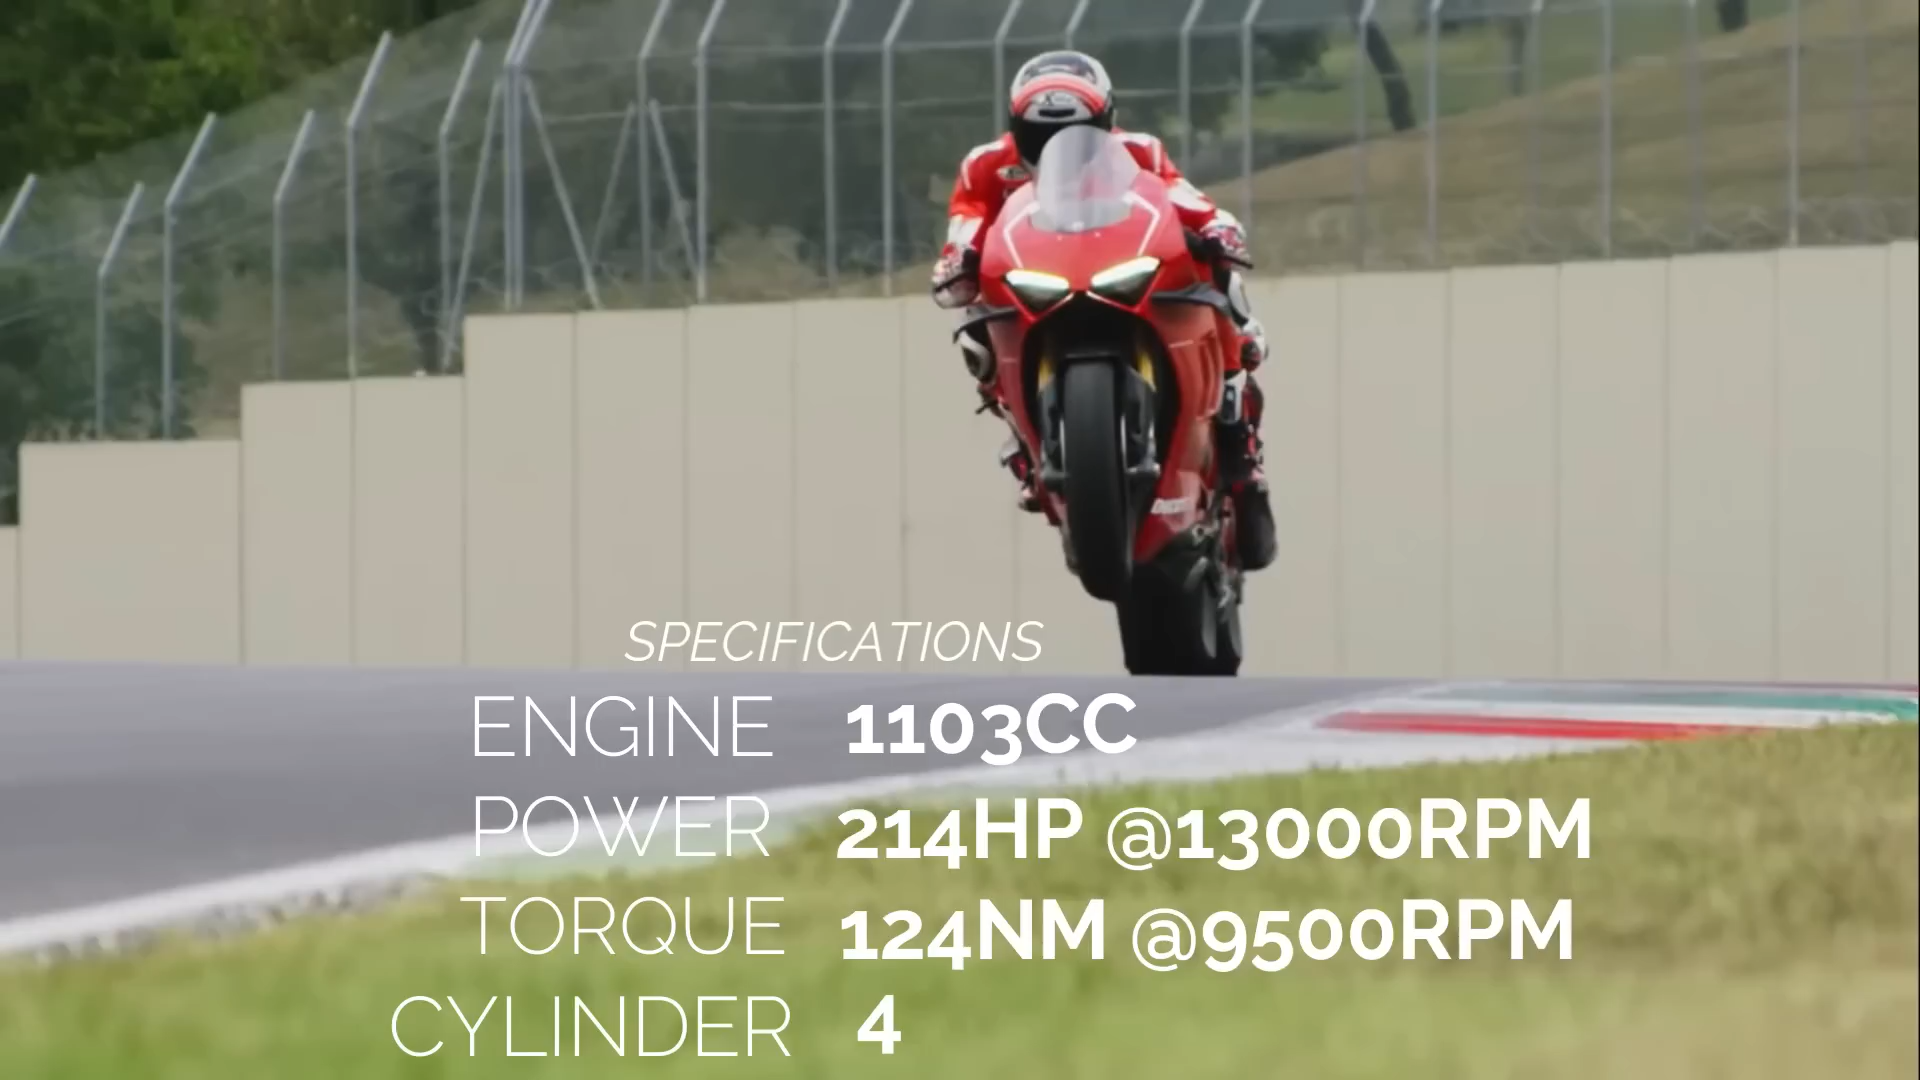 SPECIFICATIONS
ENGINE 1103CC
POWER 214HP @13000RPM
TORQUE 124NM @9500RPM
CYLINDER 4